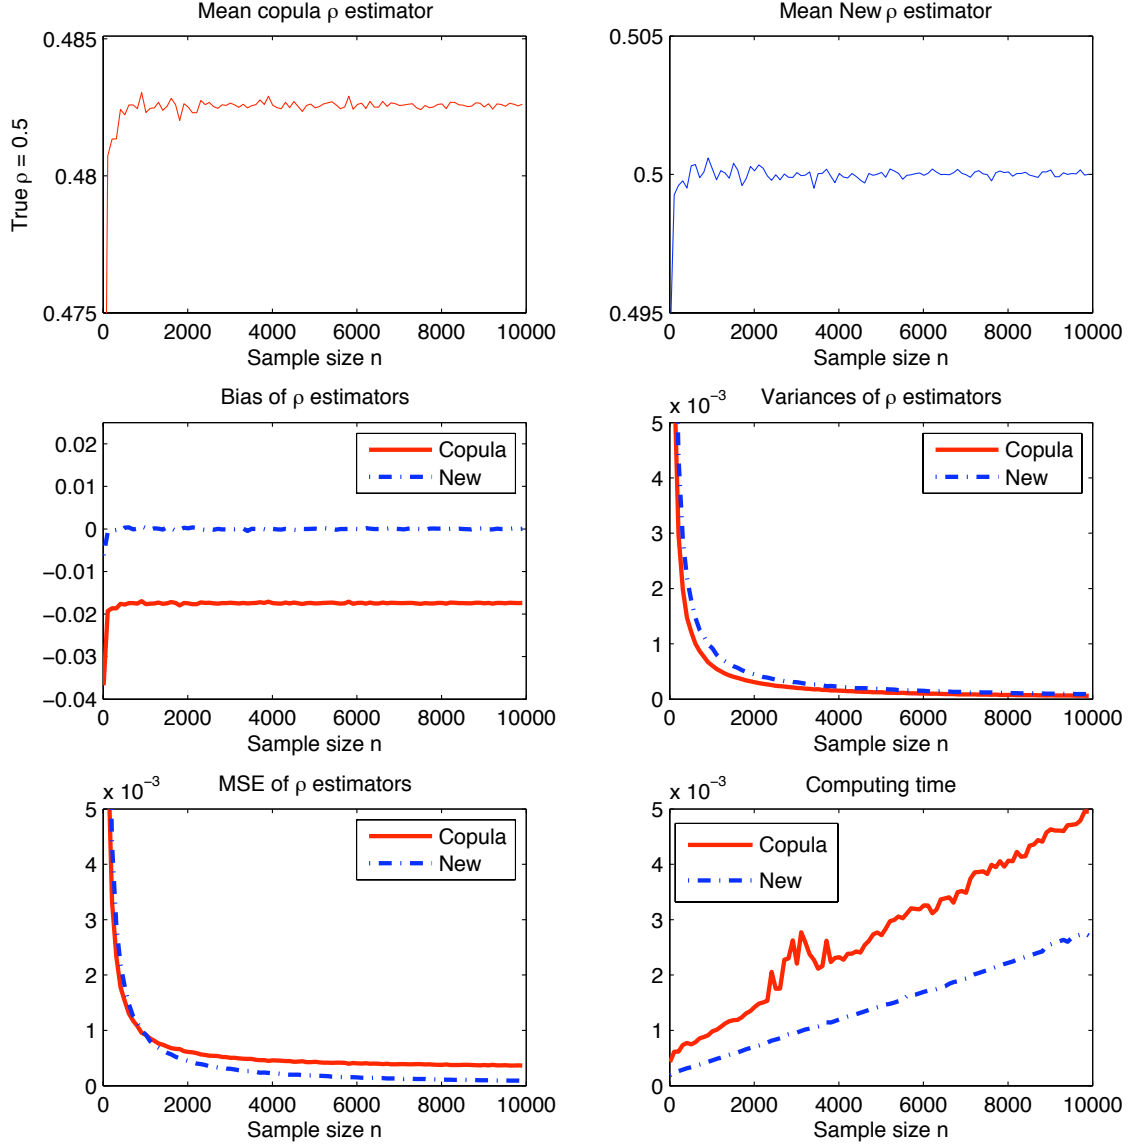 Mean copula ρ estimator
0.485
0.48
0.475
True ρ = 0.5
0 2000 4000 6000 8000 10000
Sample size n
Mean New ρ estimator
0.505
0.5
0.495
0 2000 4000 6000 8000 10000
Sample size n
Bias of ρ estimators
0.02
0.01
0
−0.01
−0.02
−0.03
−0.04
Copula
New
0 2000 4000 6000 8000 10000
Sample size n
x 10⁻³
Variances of ρ estimators
5
4
3
2
1
0
Copula
New
0 2000 4000 6000 8000 10000
Sample size n
x 10⁻³
MSE of ρ estimators
5
4
3
2
1
0
Copula
New
0 2000 4000 6000 8000 10000
Sample size n
x 10⁻³
Computing time
5
4
3
2
1
0
Copula
New
0 2000 4000 6000 8000 10000
Sample size n